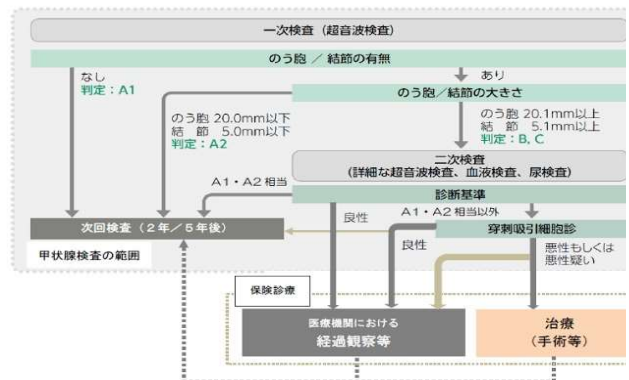 一次検査（超音波検査）
のう胞 ／ 結節の有無
なし
判定：A1
あり
のう胞／結節の大きさ
のう胞 20.0mm以下
結　節　5.0mm以下
判定：A2
のう胞 20.1mm以上
結　節　5.1mm以上
判定：B, C
二次検査
（詳細な超音波検査、血液検査、尿検査）
A1・A2 相当
診断基準
次回検査（2年／5年後）
良性
A1・A2 相当以外
穿刺吸引細胞診
甲状腺検査の範囲
良性
悪性もしくは
悪性疑い
保険診療
医療機関における
経過観察等
治療
（手術等）